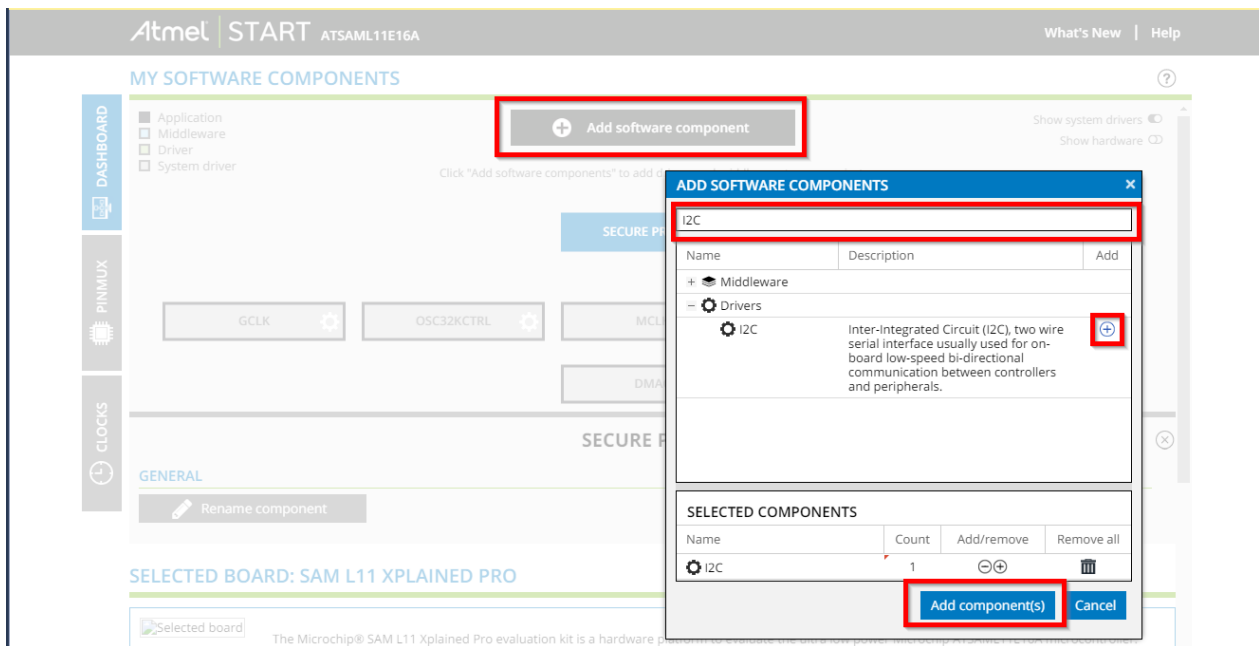 Atmel START ATSAML11E16A
What's New | Help
MY SOFTWARE COMPONENTS
?
DASHBOARD
PINMUX
CLOCKS
Application
Middleware
Driver
System driver
Add software component
Show system drivers
Show hardware
Click "Add software components" to add d
SECURE PR
GCLK
OSC32KCTRL
MCL
DMA
SECURE P
GENERAL
Rename component
ADD SOFTWARE COMPONENTS
I2C
Name Description Add
Middleware
Drivers
I2C
Inter-Integrated Circuit (I2C), two wire
serial interface usually used for on-
board low-speed bi-directional
communication between controllers
and peripherals.
SELECTED COMPONENTS
Name Count Add/remove Remove all
I2C 1
Add component(s) Cancel
SELECTED BOARD: SAM L11 XPLAINED PRO
Selected board
The Microchip® SAM L11 Xplained Pro evaluation kit is a hardware platform to evaluate the ultra low power Microchip ATSAML11E16A microcontroller.